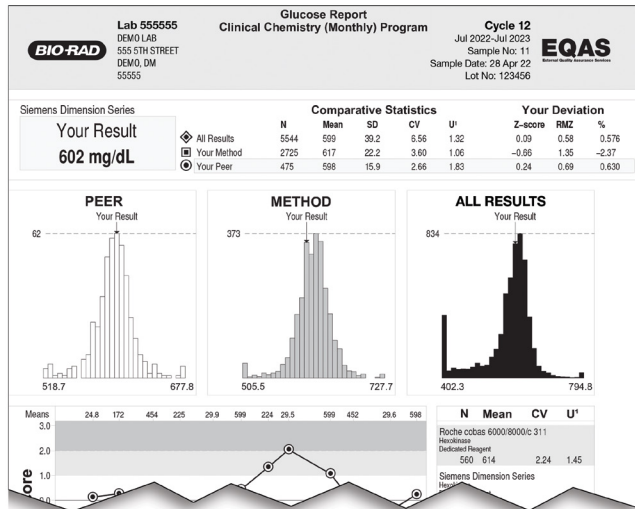 Glucose Report
Clinical Chemistry (Monthly) Program
BIO-RAD
Lab 555555
DEMO LAB
555 5TH STREET
DEMO, DM
55555
Cycle 12
Jul 2022-Jul 2023
Sample No: 11
Sample Date: 28 Apr 22
Lot No: 123456
EQAS
External Quality Assurance Services
Siemens Dimension Series
Your Result
602 mg/dL
Comparative Statistics Your Deviation
N Mean SD CV U¹ Z-score RMZ %
All Results 5544 599 39.2 6.56 1.32 0.09 0.58 0.576
Your Method 2725 617 22.2 3.60 1.06 -0.66 1.35 -2.37
Your Peer 475 598 15.9 2.66 1.83 0.24 0.69 0.630
PEER
Your Result
62
518.7 677.8
METHOD
Your Result
373
505.5 727.7
ALL RESULTS
Your Result
834
402.3 794.8
Means 24.8 172 454 225 29.9 599 224 29.5 599 452 29.6 598
3.0
2.0
1.0
0.0
N Mean CV U¹
Roche cobas 6000/8000/c 311
Hexokinase
Dedicated Reagent
560 614 2.24 1.45
Siemens Dimension Series